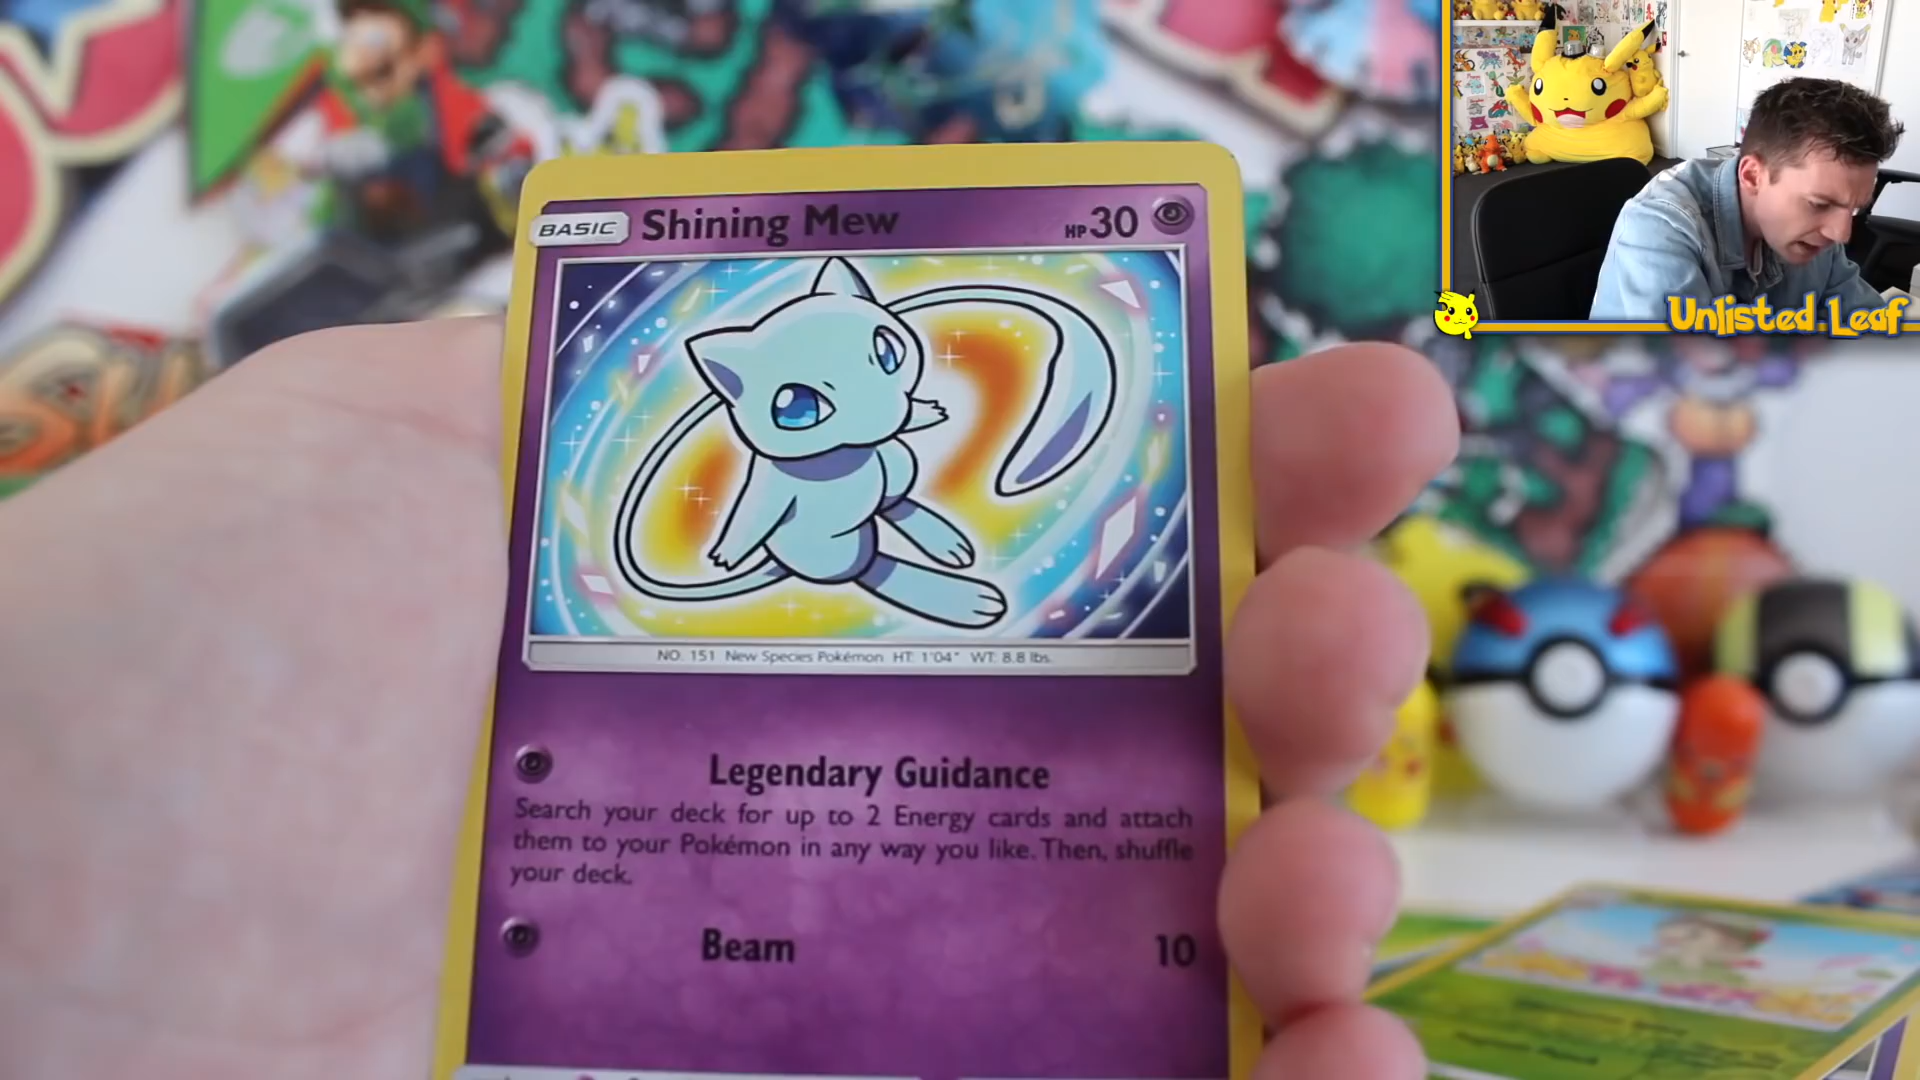 BASIC Shining Mew HP 30
NO. 151 New Species Pokémon HT: 1'04" WT: 8.8 lbs.
Legendary Guidance
Search your deck for up to 2 Energy cards and attach
them to your Pokémon in any way you like. Then, shuffle
your deck.
Beam 10
Unlisted Leaf